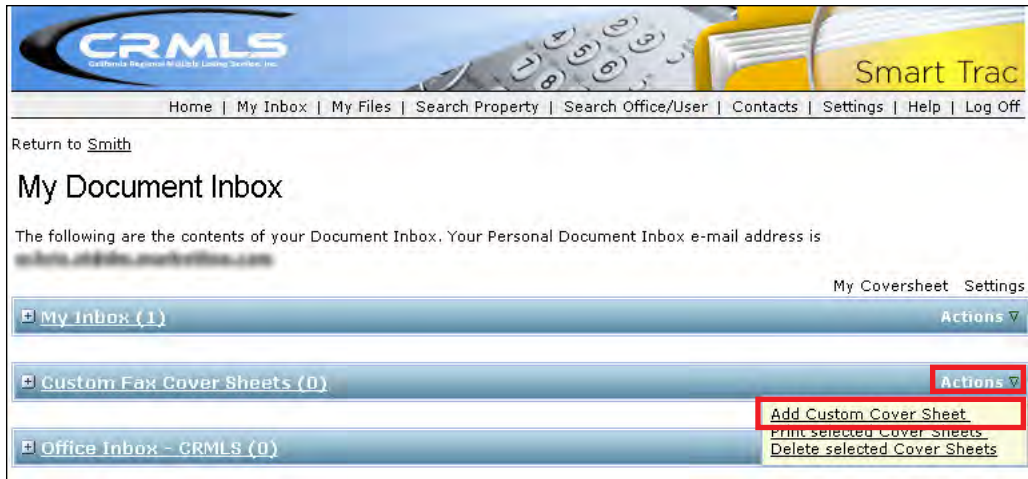 CRMLS
California Regional Multiple Listing Service, Inc.
Smart Trac
Home | My Inbox | My Files | Search Property | Search Office/User | Contacts | Settings | Help | Log Off
Return to Smith
My Document Inbox
The following are the contents of your Document Inbox. Your Personal Document Inbox e-mail address is
My Coversheet Settings
My Inbox (1) Actions
Custom Fax Cover Sheets (0) Actions
Add Custom Cover Sheet
Print selected Cover Sheets
Office Inbox - CRMLS (0) Delete selected Cover Sheets